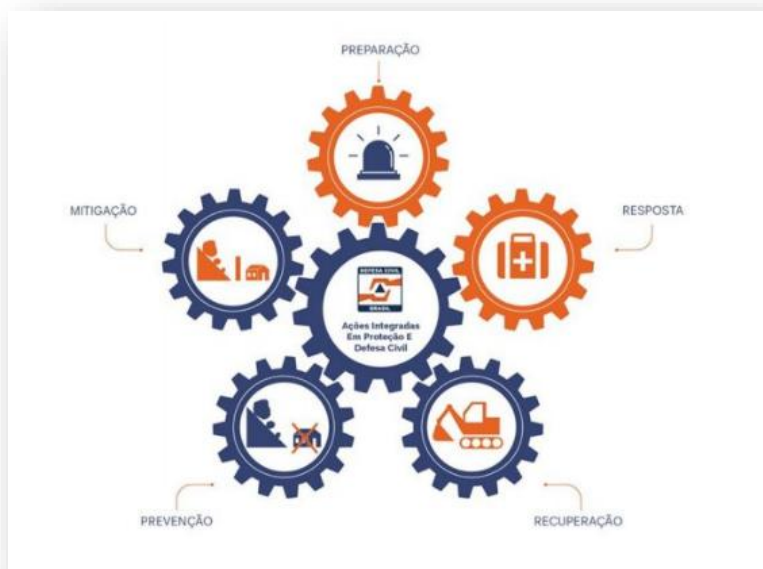 PREPARAÇÃO
MITIGAÇÃO
RESPOSTA
DEFESA CIVIL
BRASIL
Ações Integradas
Em Proteção E
Defesa Civil
PREVENÇÃO
RECUPERAÇÃO